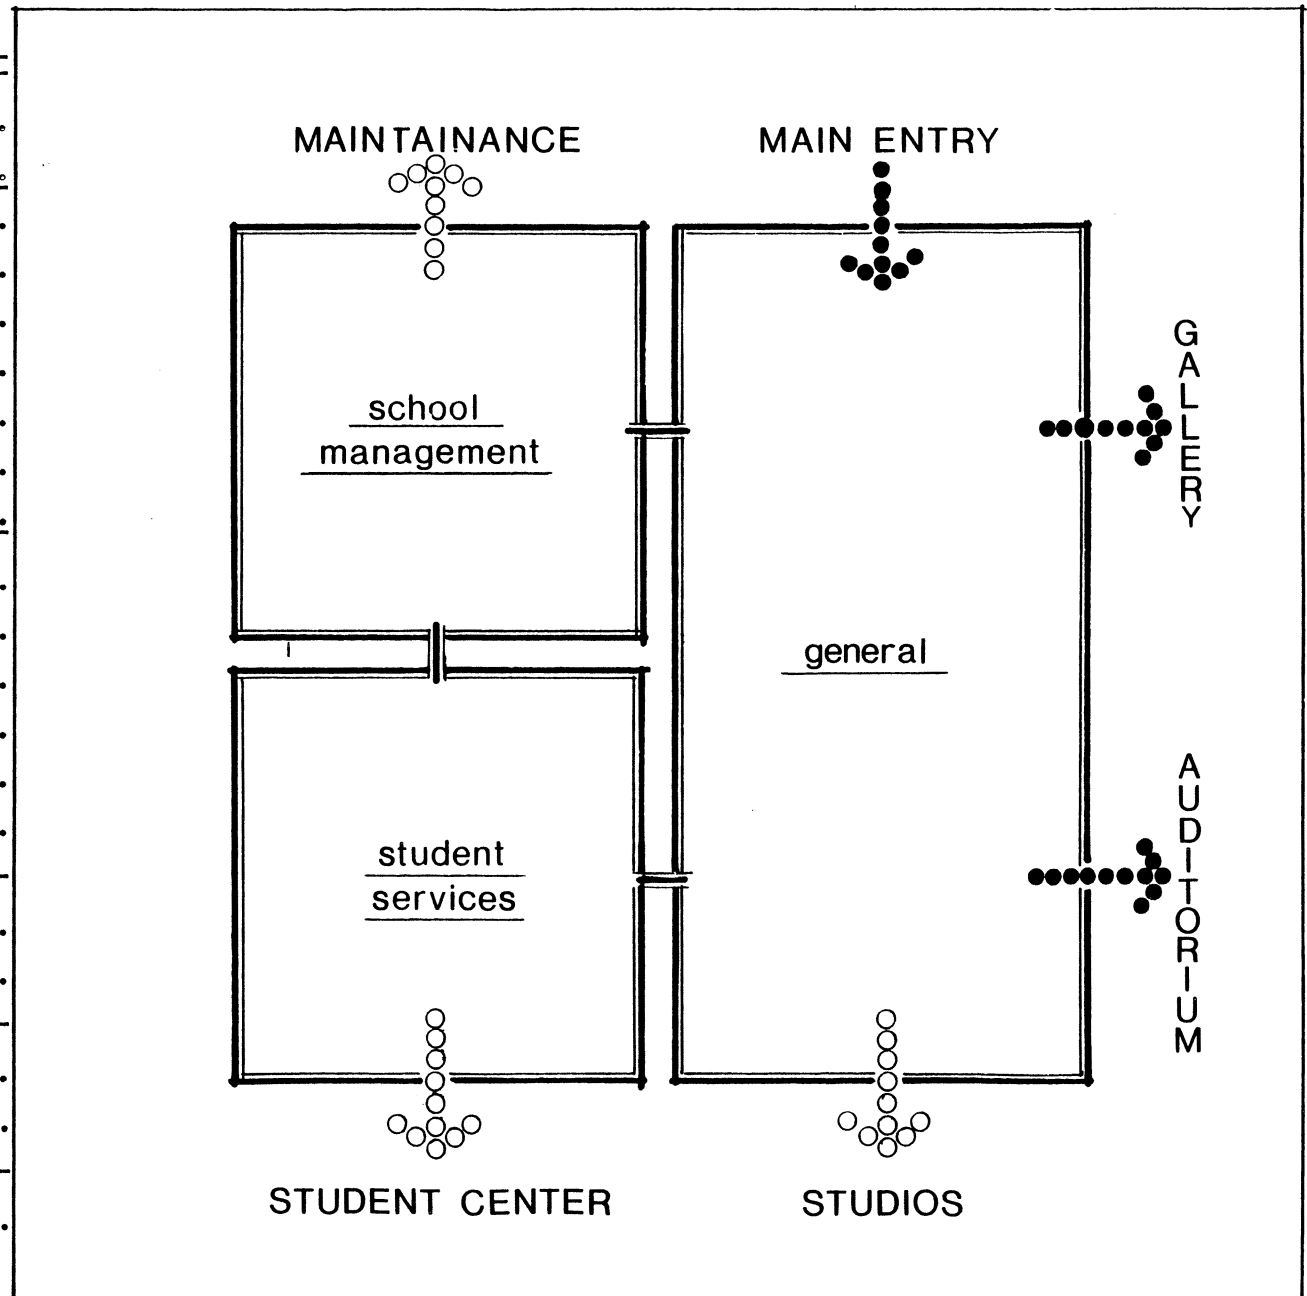 MAINTAINANCE
MAIN ENTRY
GALLERY
school
management
general
AUDITORIUM
student
services
STUDENT CENTER
STUDIOS